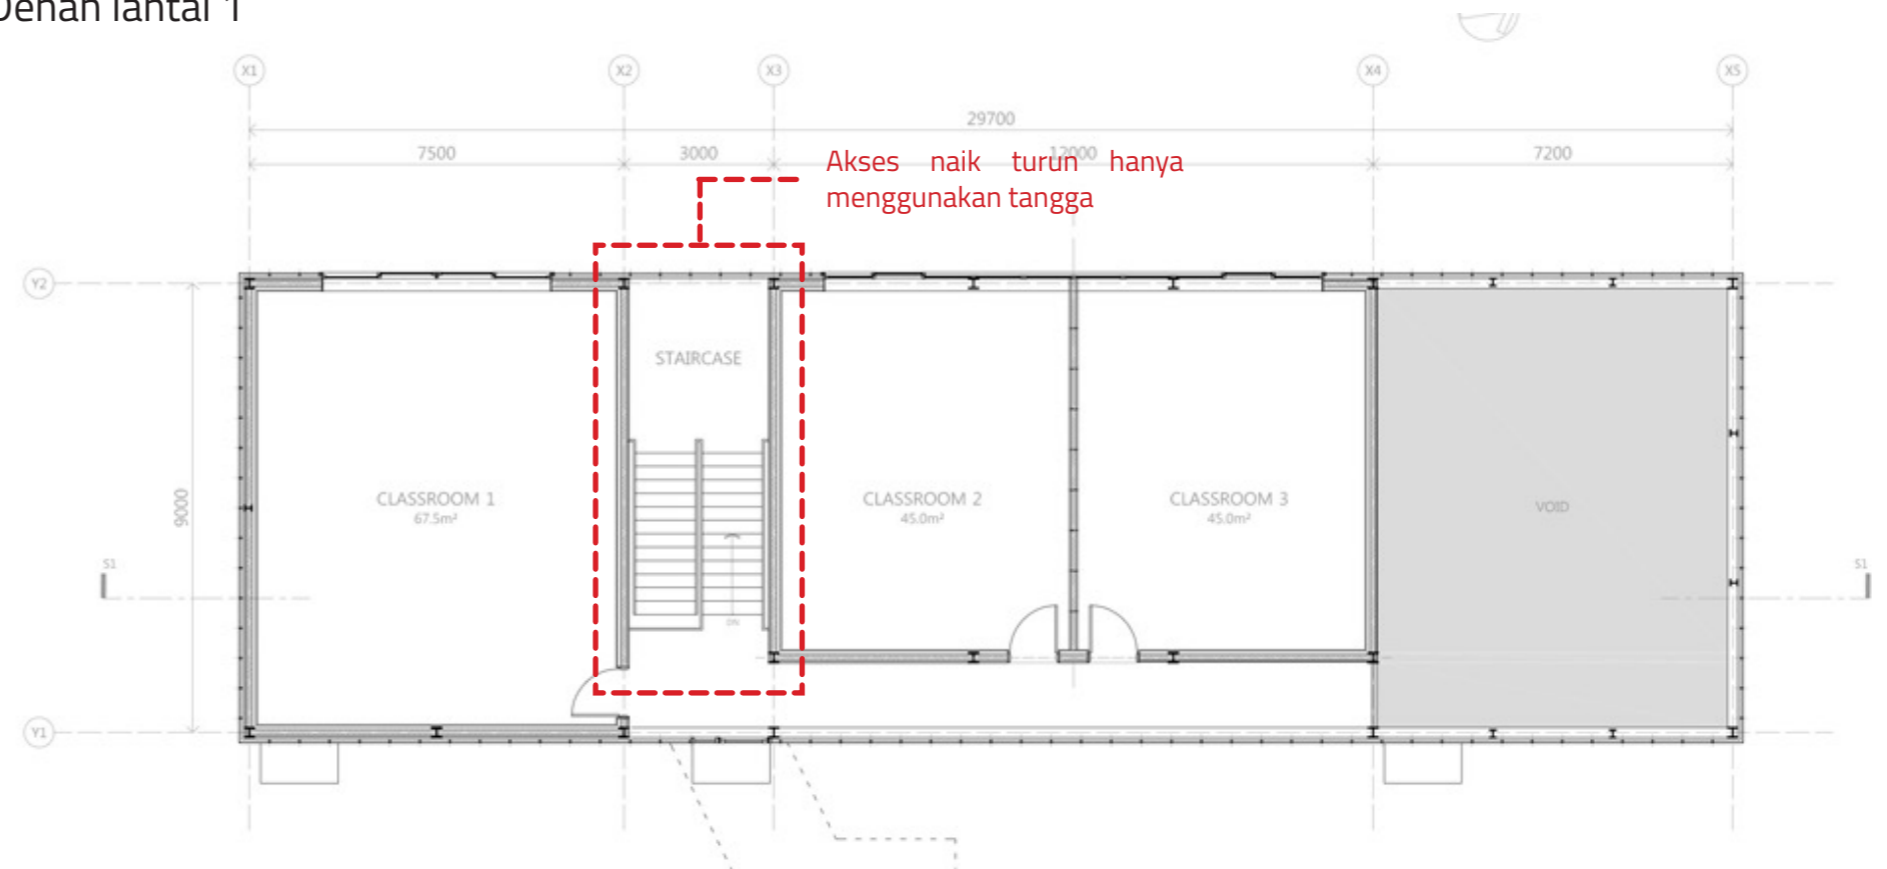 Denah lantai 1
X1
X2
X3
X4
X5
29700
7500
3000
12000
7200
Akses naik turun hanya
menggunakan tangga
Y2
STAIRCASE
9000
CLASSROOM 1
67.5m²
CLASSROOM 2
45.0m²
CLASSROOM 3
45.0m²
VOID
S1
S1
DN
Y1